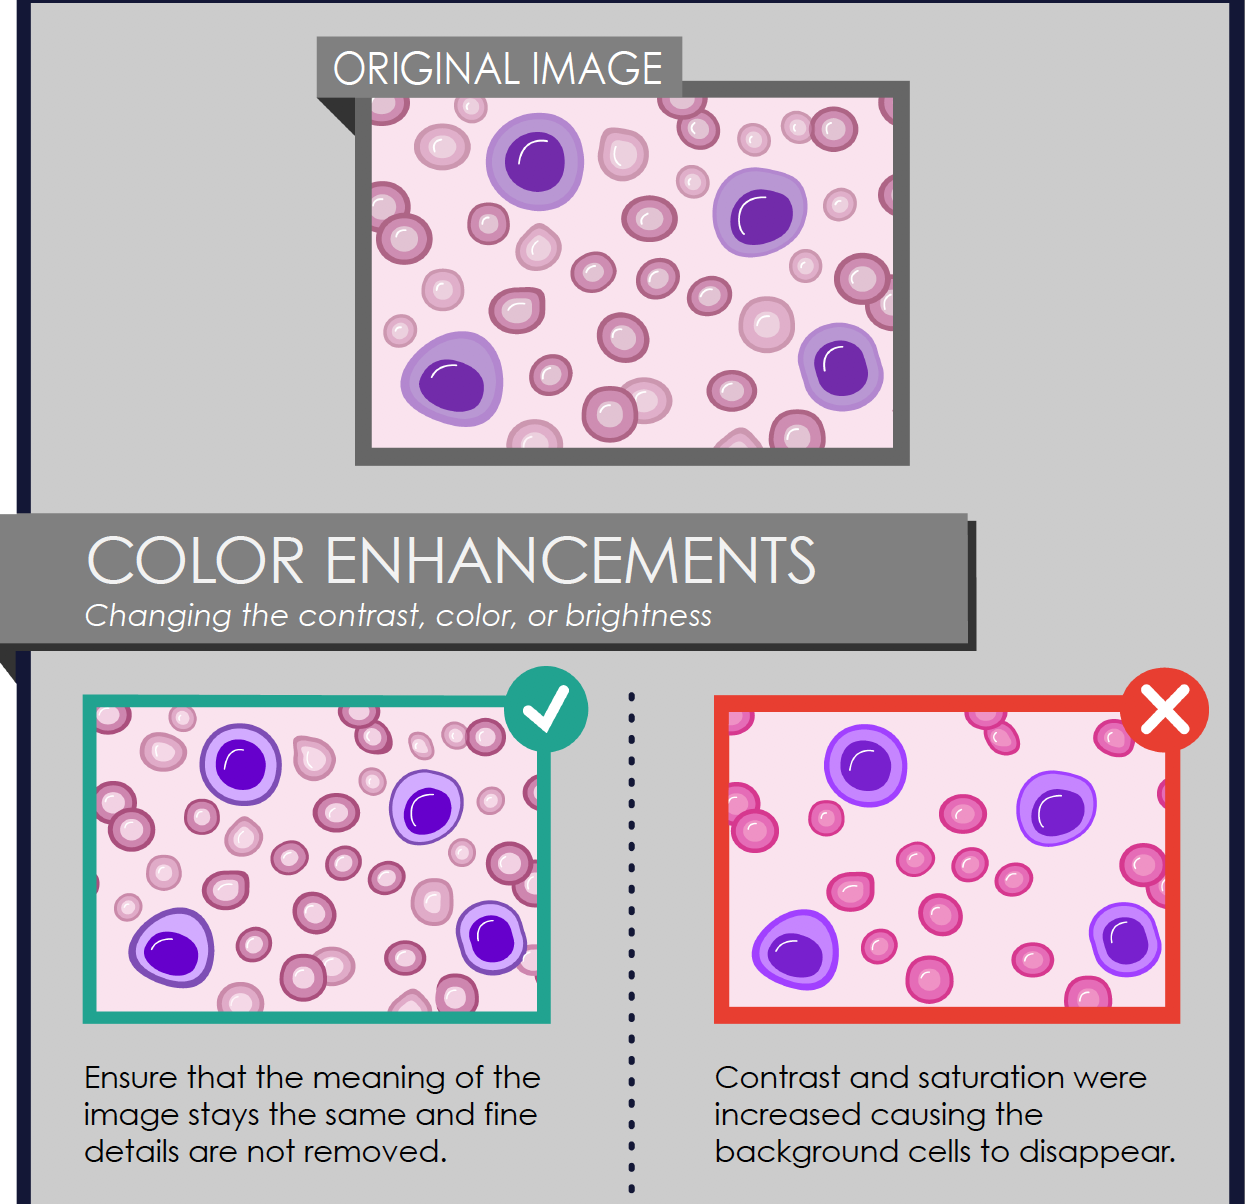 ORIGINAL IMAGE
COLOR ENHANCEMENTS
Changing the contrast, color, or brightness
Ensure that the meaning of the
image stays the same and fine
details are not removed.
Contrast and saturation were
increased causing the
background cells to disappear.